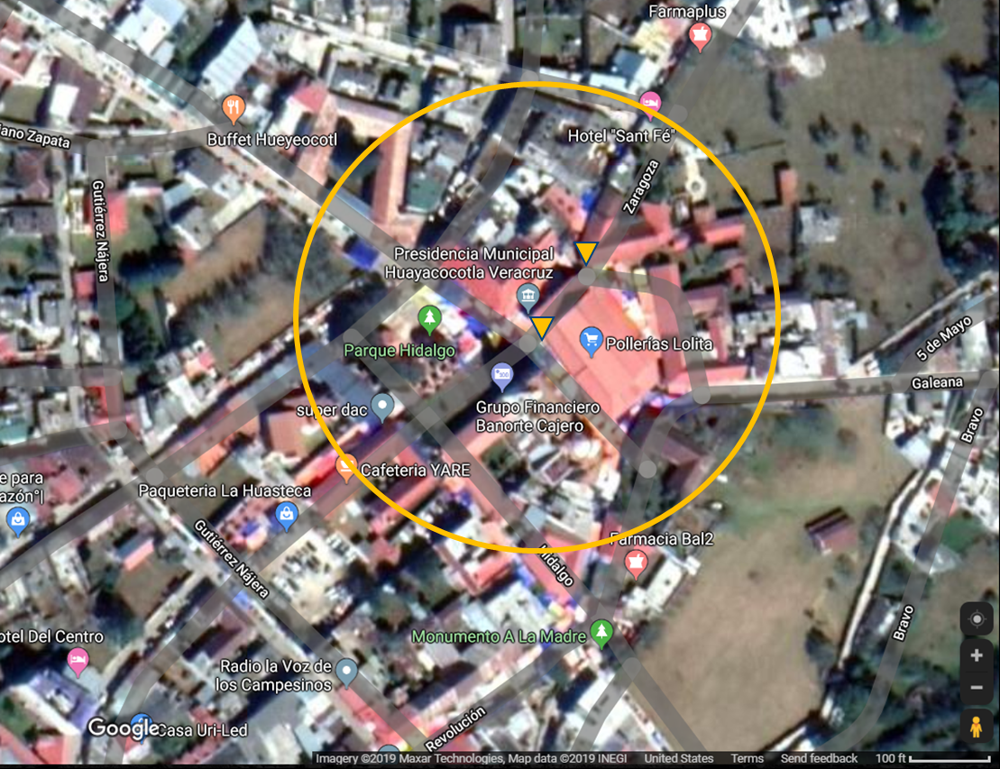 Farmaplus
Buffet Hueyeocotl
Hotel "Sant Fé"
iano Zapata
Gutiérrez Nájera
Zaragoza
Presidencia Municipal
Huayacocotla Veracruz
Parque Hidalgo
Pollerías Lolita
5 de Mayo
Galeana
super dac
Grupo Financiero
Banorte Cajero
Bravo
Cafeteria YARE
e para
azón°|
Paqueteria La Huasteca
Gutiérrez Nájera
Hidalgo
Farmacia Bal2
Bravo
otel Del Centro
Monumento A La Madre
Radio la Voz de
los Campesinos
Google
Casa Uri-Led
Revolución
Imagery ©2019 Maxar Technologies, Map data ©2019 INEGI United States Terms Send feedback 100 ft